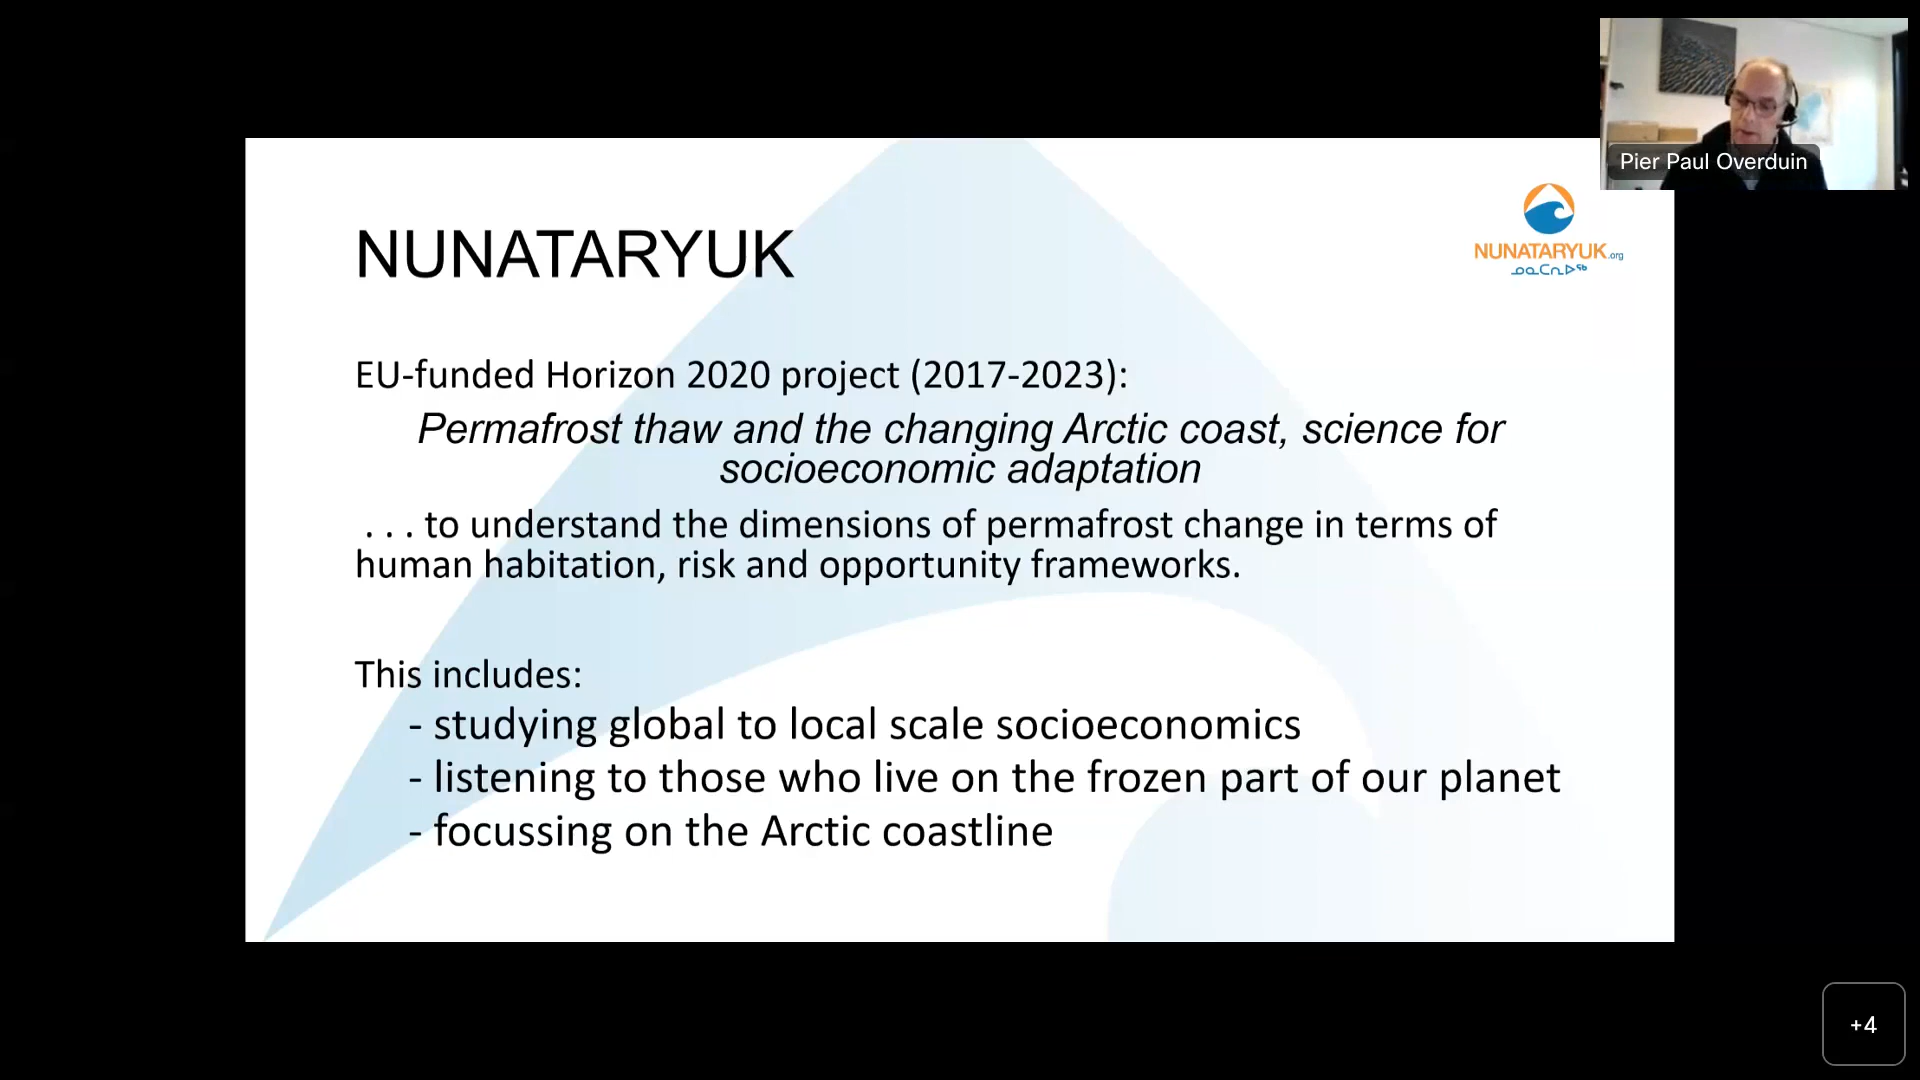 Pier Paul Overduin
NUNATARYUK.org
ᓄᓇᑕᕆᐅᖅ
NUNATARYUK
EU-funded Horizon 2020 project (2017-2023):
Permafrost thaw and the changing Arctic coast, science for
socioeconomic adaptation
. . . to understand the dimensions of permafrost change in terms of
human habitation, risk and opportunity frameworks.
This includes:
- studying global to local scale socioeconomics
- listening to those who live on the frozen part of our planet
- focussing on the Arctic coastline
+4